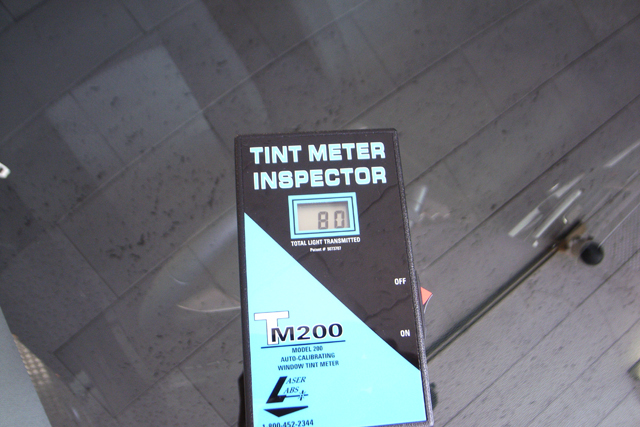 TINT METER
INSPECTOR
80
TOTAL LIGHT TRANSMITTED
OFF
TM200
ON
MODEL 200
AUTO-CALIBRATING
WINDOW TINT METER
LASER
LABS
1-800-452-2344